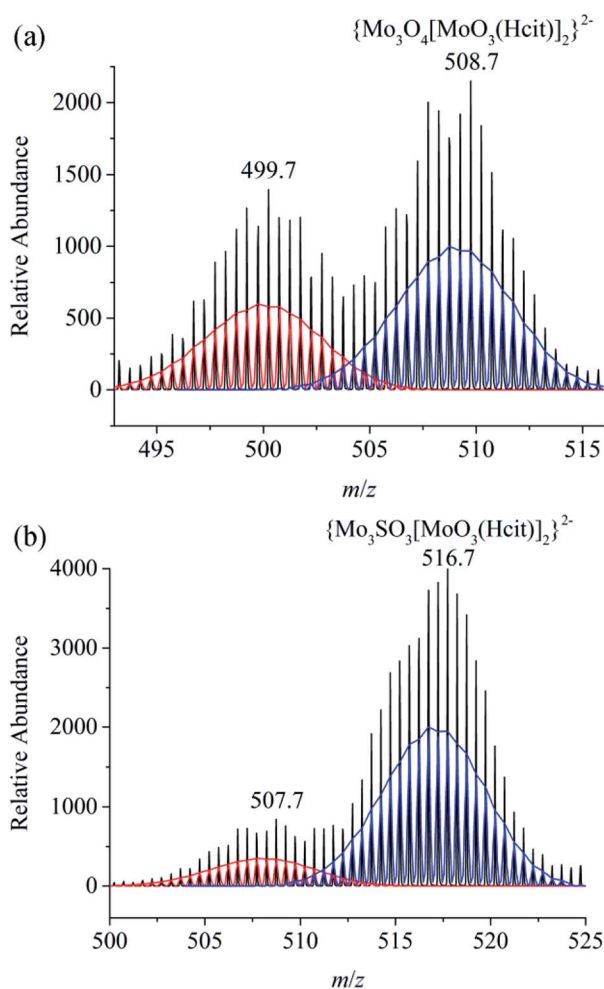 (a)
{Mo₃O₄[MoO₃(Hcit)]₂}²⁻
508.7
499.7
2000
1500
1000
500
0
Relative Abundance
495 500 505 510 515
m/z
(b)
{Mo₃SO₃[MoO₃(Hcit)]₂}²⁻
516.7
507.7
4000
3000
2000
1000
0
Relative Abundance
500 505 510 515 520 525
m/z